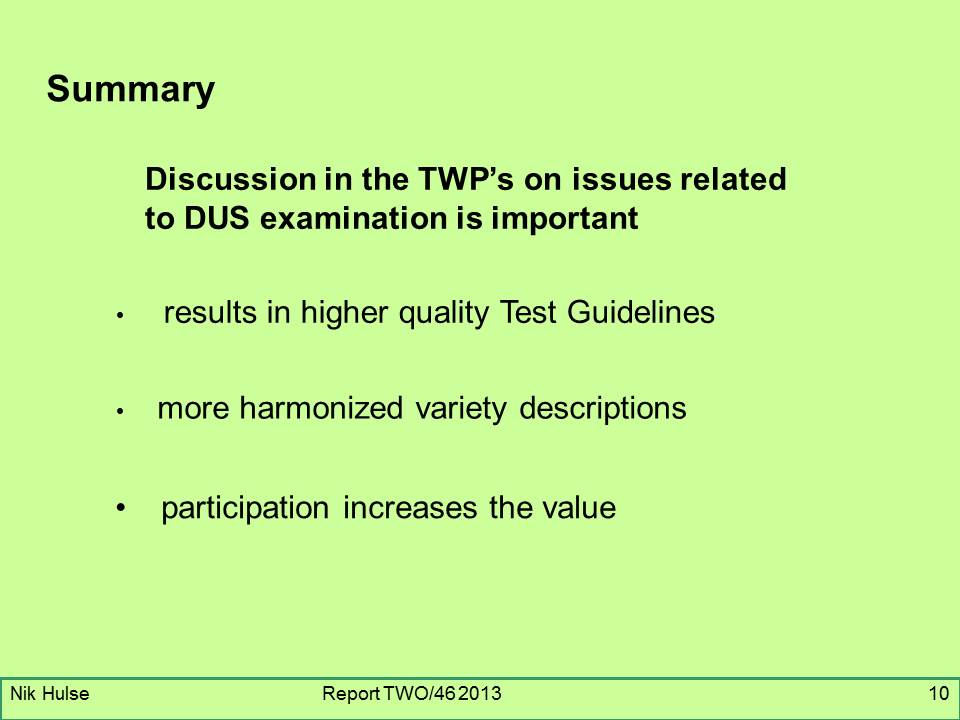 Summary
Discussion in the TWP’s on issues related
to DUS examination is important
• results in higher quality Test Guidelines
• more harmonized variety descriptions
• participation increases the value
Nik Hulse Report TWO/46 2013 10